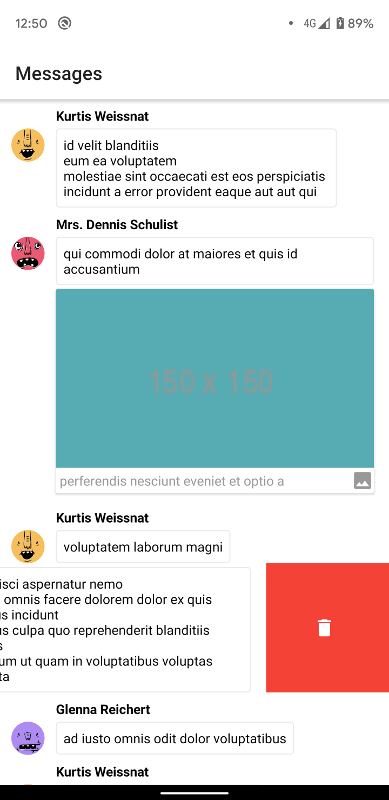 12:50
4G 89%
Messages
Kurtis Weissnat
id velit blanditiis
eum ea voluptatem
molestiae sint occaecati est eos perspiciatis
incidunt a error provident eaque aut aut qui
Mrs. Dennis Schulist
qui commodi dolor at maiores et quis id
accusantium
150 x 150
perferendis nesciunt eveniet et optio a
Kurtis Weissnat
voluptatem laborum magni
aspernatur nemo
omnis facere dolorem dolor ex quis
incidunt
culpa quo reprehenderit blanditiis
ut quam in voluptatibus voluptas
Glenna Reichert
ad iusto omnis odit dolor voluptatibus
Kurtis Weissnat